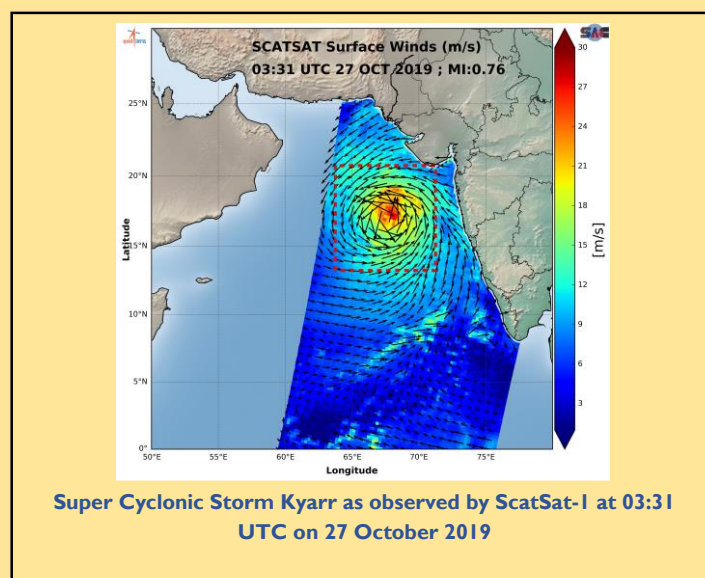 SCATSAT Surface Winds (m/s)
03:31 UTC 27 OCT 2019 ; MI:0.76
30
27
24
21
18
15
12
9
6
3
[m/s]
25°N
20°N
15°N
10°N
5°N
0°
Latitude
50°E
55°E
60°E
65°E
70°E
75°E
Longitude
Super Cyclonic Storm Kyarr as observed by ScatSat-1 at 03:31
UTC on 27 October 2019